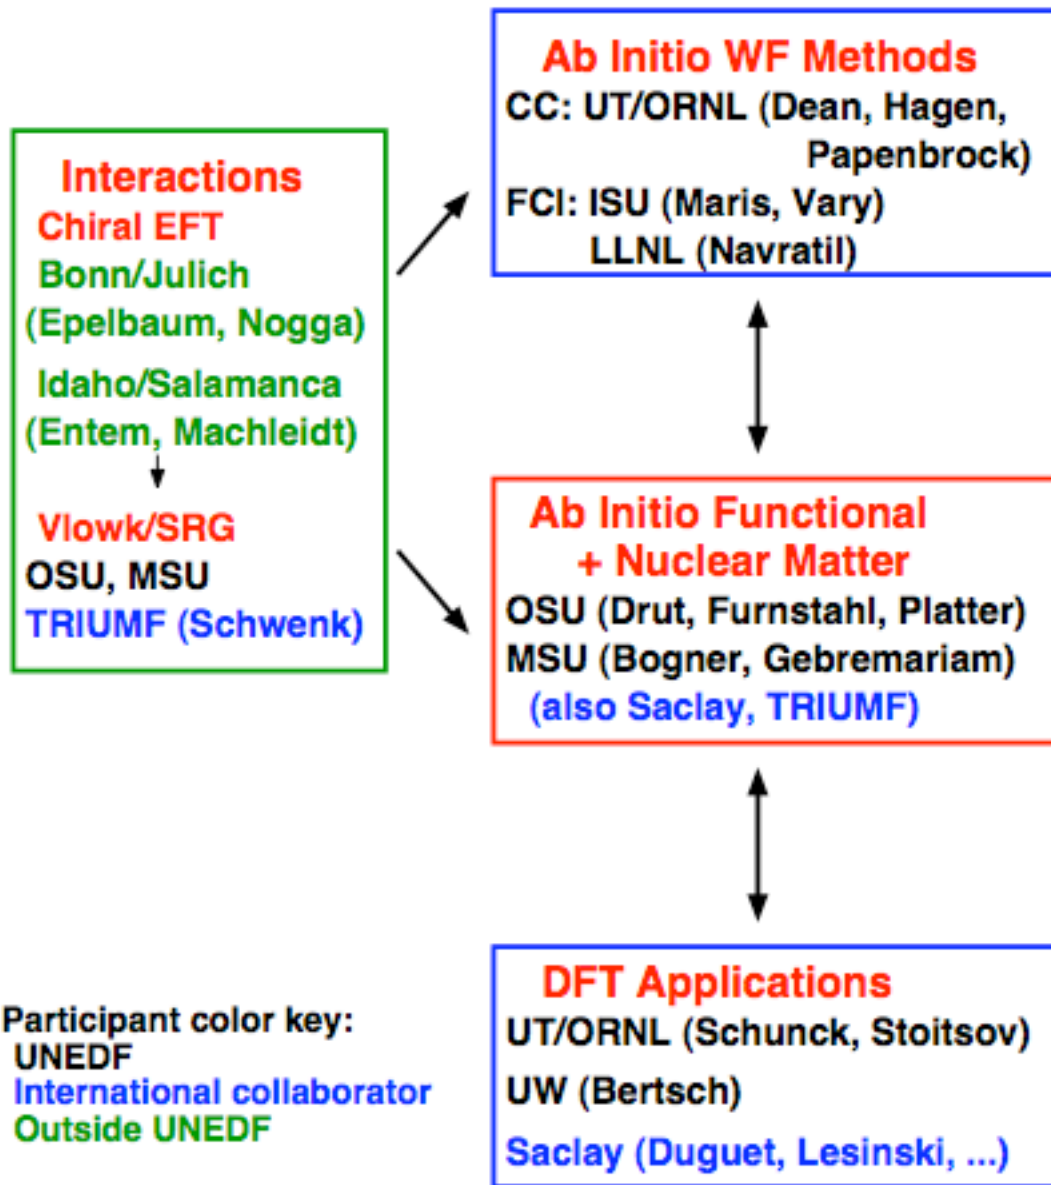 Interactions
Chiral EFT
Bonn/Julich
(Epelbaum, Nogga)
Idaho/Salamanca
(Entem, Machleidt)
Vlowk/SRG
OSU, MSU
TRIUMF (Schwenk)
Ab Initio WF Methods
CC: UT/ORNL (Dean, Hagen,
Papenbrock)
FCI: ISU (Maris, Vary)
LLNL (Navratil)
Ab Initio Functional
+ Nuclear Matter
OSU (Drut, Furnstahl, Platter)
MSU (Bogner, Gebremariam)
(also Saclay, TRIUMF)
DFT Applications
UT/ORNL (Schunck, Stoitsov)
UW (Bertsch)
Saclay (Duguet, Lesinski, ...)
Participant color key:
UNEDF
International collaborator
Outside UNEDF